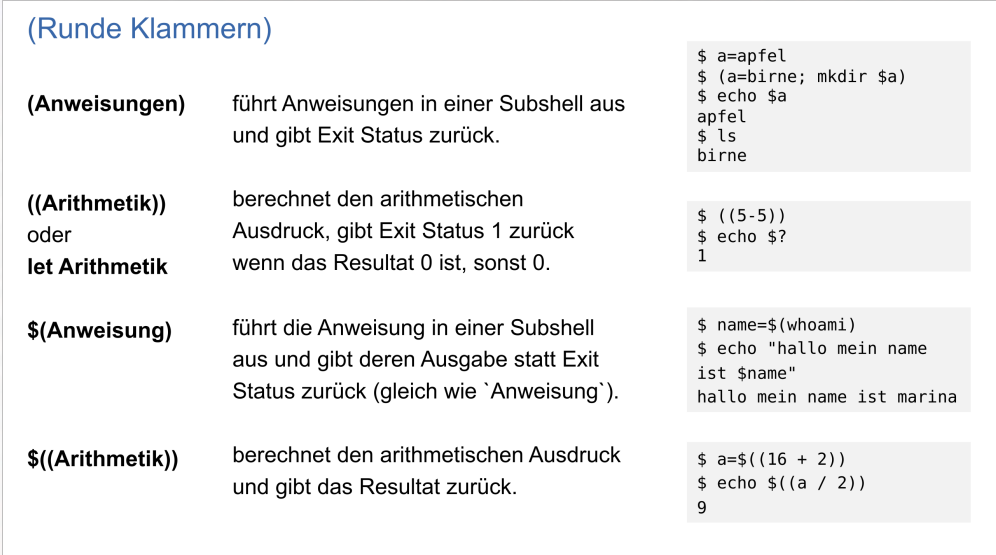 (Runde Klammern)
(Anweisungen)
führt Anweisungen in einer Subshell aus
und gibt Exit Status zurück.
$ a=apfel
$ (a=birne; mkdir $a)
$ echo $a
apfel
$ ls
birne
((Arithmetik))
oder
let Arithmetik
berechnet den arithmetischen
Ausdruck, gibt Exit Status 1 zurück
wenn das Resultat 0 ist, sonst 0.
$ ((5-5))
$ echo $?
1
$(Anweisung)
führt die Anweisung in einer Subshell
aus und gibt deren Ausgabe statt Exit
Status zurück (gleich wie `Anweisung`).
$ name=$(whoami)
$ echo "hallo mein name
ist $name"
hallo mein name ist marina
$((Arithmetik))
berechnet den arithmetischen Ausdruck
und gibt das Resultat zurück.
$ a=$((16 + 2))
$ echo $((a / 2))
9